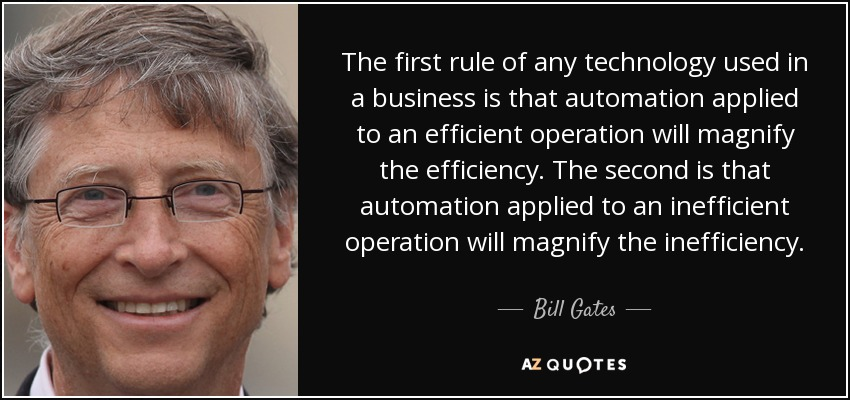 The first rule of any technology used in
a business is that automation applied
to an efficient operation will magnify
the efficiency. The second is that
automation applied to an inefficient
operation will magnify the inefficiency.
Bill Gates
AZ QUOTES